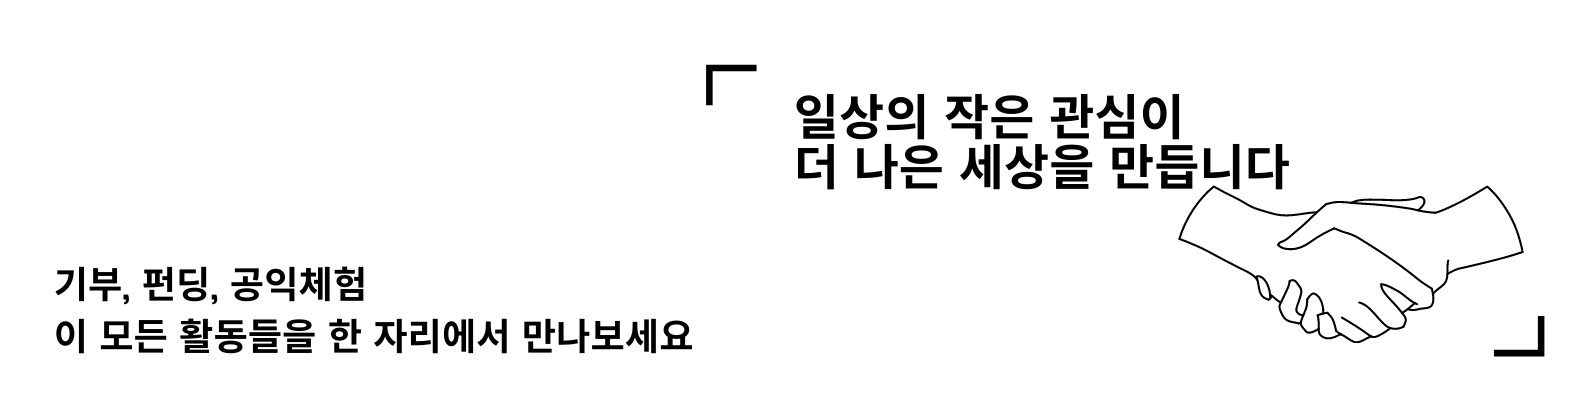 일상의 작은 관심이
더 나은 세상을 만듭니다
기부, 펀딩, 공익체험
이 모든 활동들을 한 자리에서 만나보세요